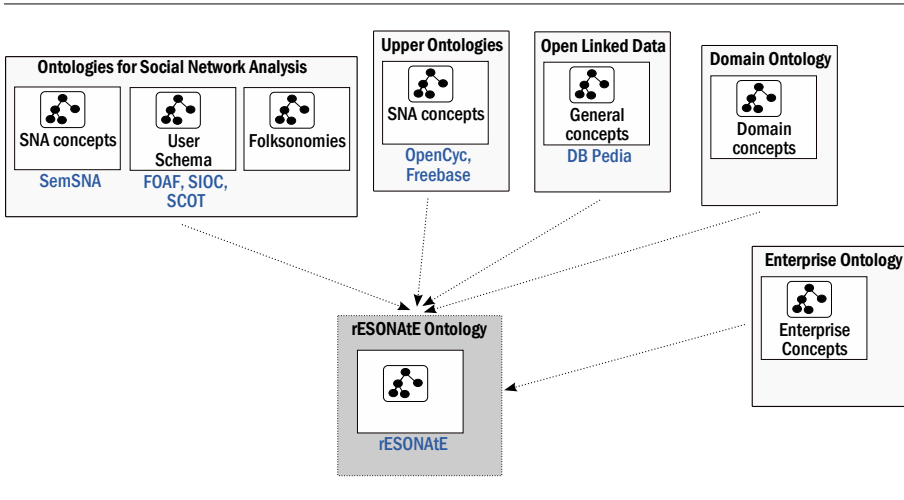 Ontologies for Social Network Analysis
SNA concepts
SemSNA
User
Schema
FOAF, SIOC,
SCOT
Folksonomies
Upper Ontologies
SNA concepts
OpenCyc,
Freebase
Open Linked Data
General
concepts
DB Pedia
Domain Ontology
Domain
concepts
Enterprise Ontology
Enterprise
Concepts
rESONAtE Ontology
rESONAtE